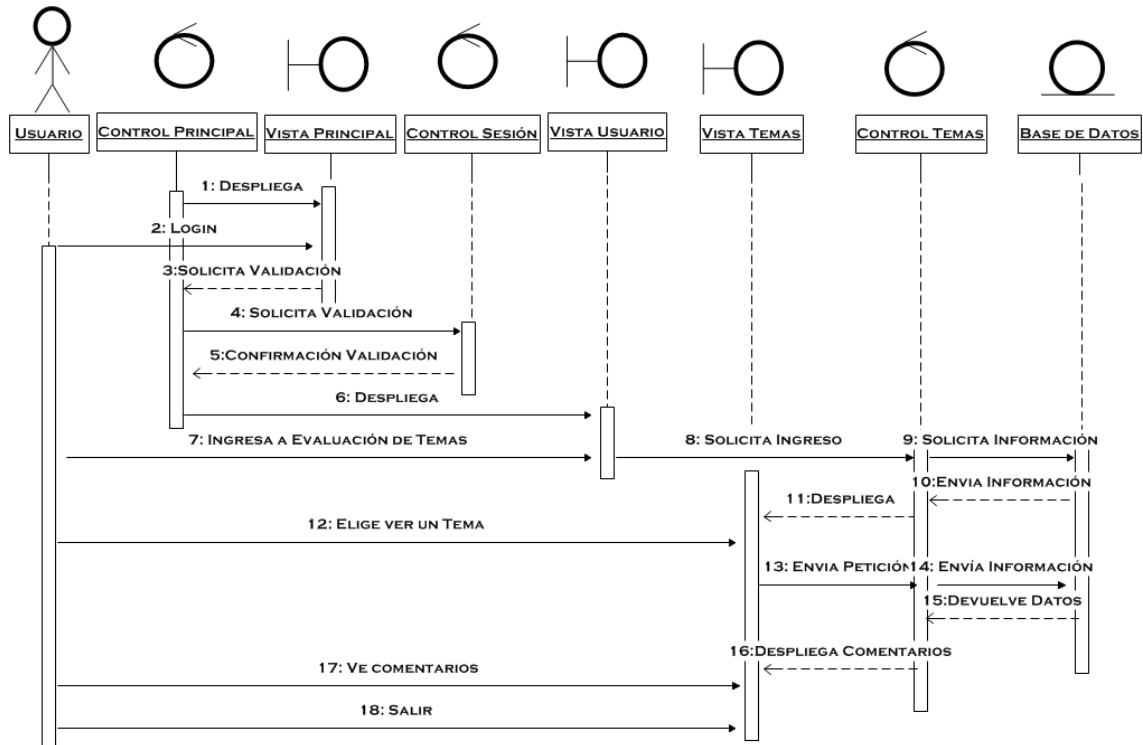 Usuario
Control Principal
Vista Principal
Control Sesión
Vista Usuario
Vista Temas
Control Temas
Base de Datos
1: Despliega
2: Login
3:Solicita Validación
4: Solicita Validación
5:Confirmación Validación
6: Despliega
7: Ingresa a Evaluación de Temas
8: Solicita Ingreso
9: Solicita Información
10:Envia Información
11:Despliega
12: Elige ver un Tema
13: Envia Petición
14: Envía Información
15:Devuelve Datos
16:Despliega Comentarios
17: Ve comentarios
18: Salir